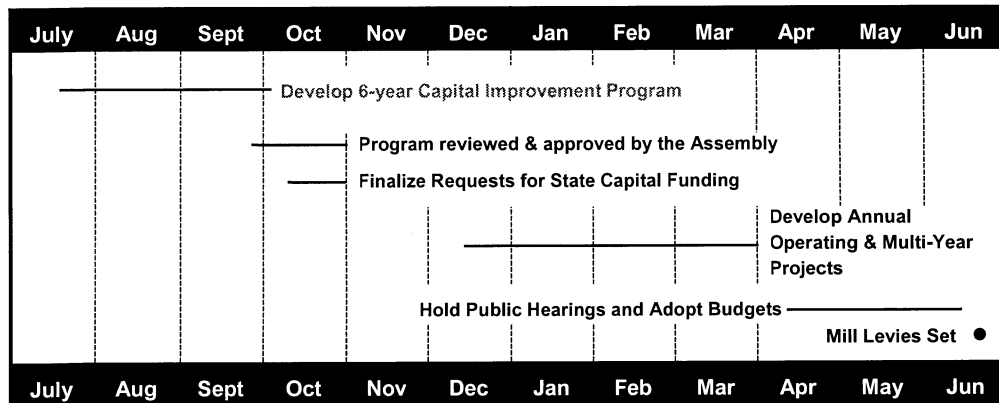 July Aug Sept Oct Nov Dec Jan Feb Mar Apr May Jun
Develop 6-year Capital Improvement Program
Program reviewed & approved by the Assembly
Finalize Requests for State Capital Funding
Develop Annual
Operating & Multi-Year
Projects
Hold Public Hearings and Adopt Budgets
Mill Levies Set
July Aug Sept Oct Nov Dec Jan Feb Mar Apr May Jun